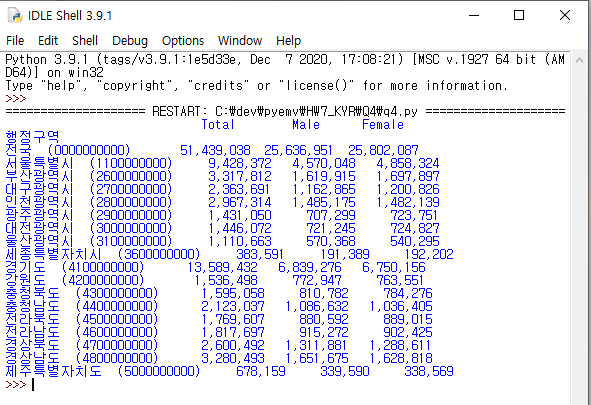 IDLE Shell 3.9.1
File Edit Shell Debug Options Window Help
Python 3.9.1 (tags/v3.9.1:1e5d33e, Dec  7 2020, 17:08:21) [MSC v.1927 64 bit (AM
D64)] on win32
Type "help", "copyright", "credits" or "license()" for more information.
>>>
==================== RESTART: C:₩dev₩pyemv₩HW7_KYR₩Q4₩q4.py ====================
Total Male Female
행정구역
전국 (0000000000) 51,439,038 25,636,951 25,802,087
서울특별시 (1100000000) 9,428,372 4,570,048 4,858,324
부산광역시 (2600000000) 3,317,812 1,619,915 1,697,897
대구광역시 (2700000000) 2,363,691 1,162,865 1,200,826
인천광역시 (2800000000) 2,967,314 1,485,175 1,482,139
광주광역시 (2900000000) 1,431,050 707,299 723,751
대전광역시 (3000000000) 1,446,072 721,245 724,827
울산광역시 (3100000000) 1,110,663 570,368 540,295
세종특별자치시 (3600000000) 383,591 191,389 192,202
경기도 (4100000000) 13,589,432 6,839,276 6,750,156
강원도 (4200000000) 1,536,498 772,947 763,551
충청북도 (4300000000) 1,595,058 810,782 784,276
충청남도 (4400000000) 2,123,037 1,086,632 1,036,405
전라북도 (4500000000) 1,769,607 880,592 889,015
전라남도 (4600000000) 1,817,697 915,272 902,425
경상북도 (4700000000) 2,600,492 1,311,881 1,288,611
경상남도 (4800000000) 3,280,493 1,651,675 1,628,818
제주특별자치도 (5000000000) 678,159 339,590 338,569
>>>